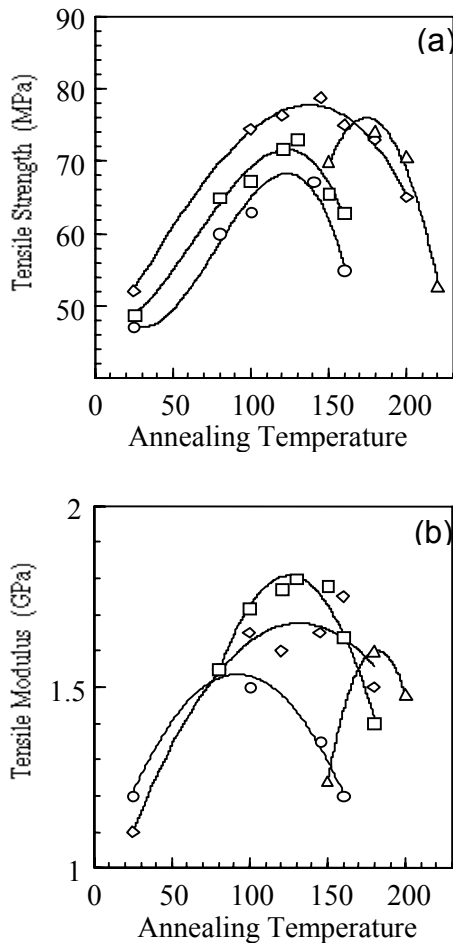 (a)
90
80
70
60
50
Tensile Strength (MPa)
0 50 100 150 200
Annealing Temperature
(b)
2
1.5
1
Tensile Modulus (GPa)
0 50 100 150 200
Annealing Temperature